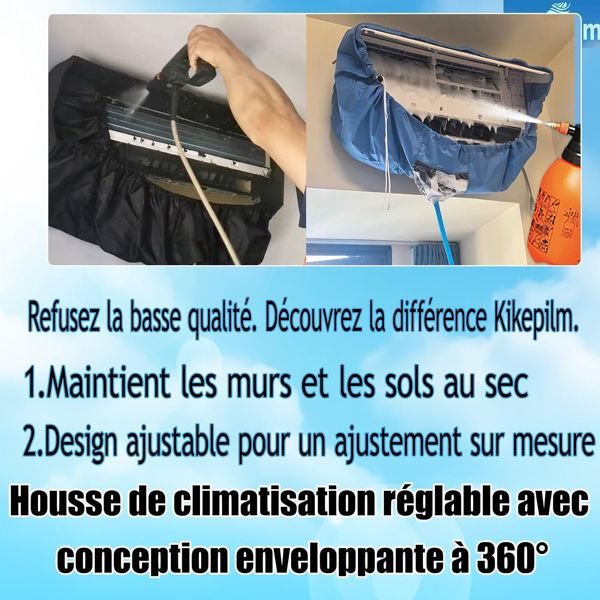 m
Refusez la basse qualité. Découvrez la différence Kikepilm.
1.Maintient les murs et les sols au sec
2.Design ajustable pour un ajustement sur mesure
Housse de climatisation réglable avec
conception enveloppante à 360°